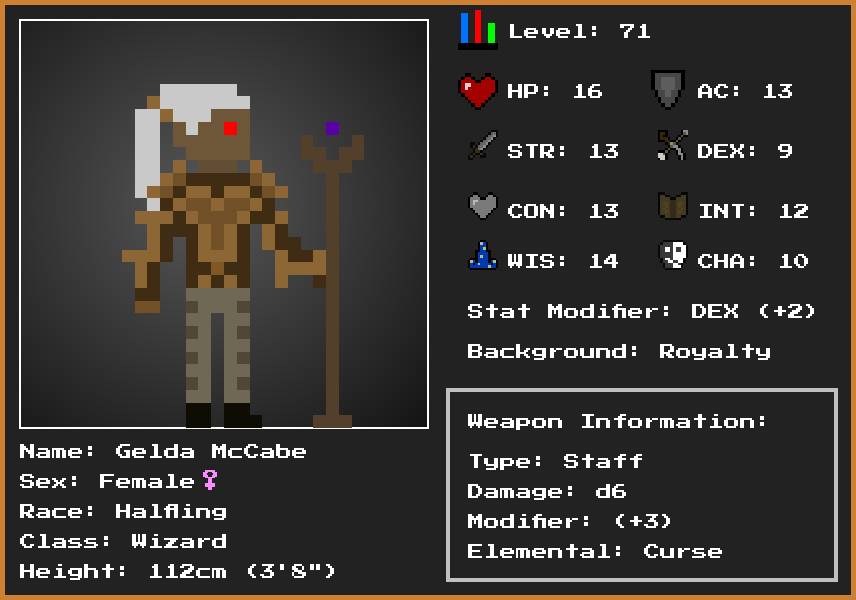 Level: 71
HP: 16
AC: 13
STR: 13
DEX: 9
CON: 13
INT: 12
WIS: 14
CHA: 10
Stat Modifier: DEX (+2)
Background: Royalty
Weapon Information:
Type: Staff
Damage: d6
Modifier: (+3)
Elemental: Curse
Name: Gelda McCabe
Sex: Female♀
Race: Halfling
Class: Wizard
Height: 112cm (3'8")